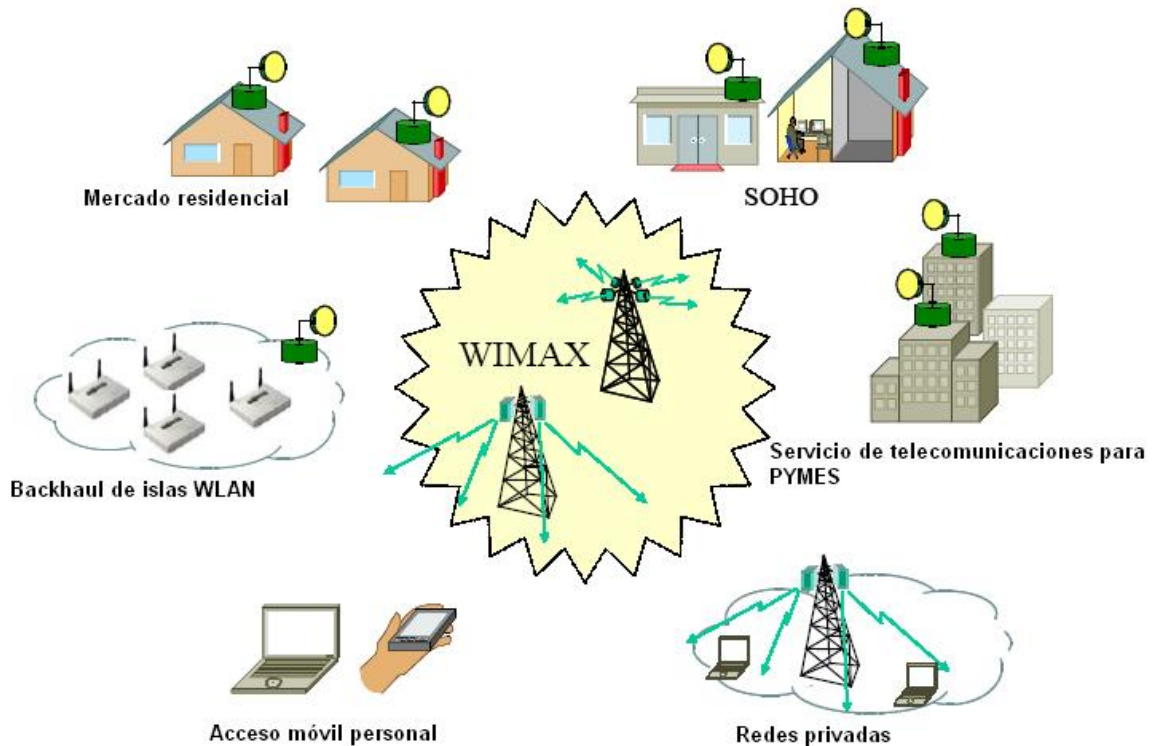 Mercado residencial
SOHO
WIMAX
Servicio de telecomunicaciones para
PYMES
Backhaul de islas WLAN
Acceso móvil personal
Redes privadas